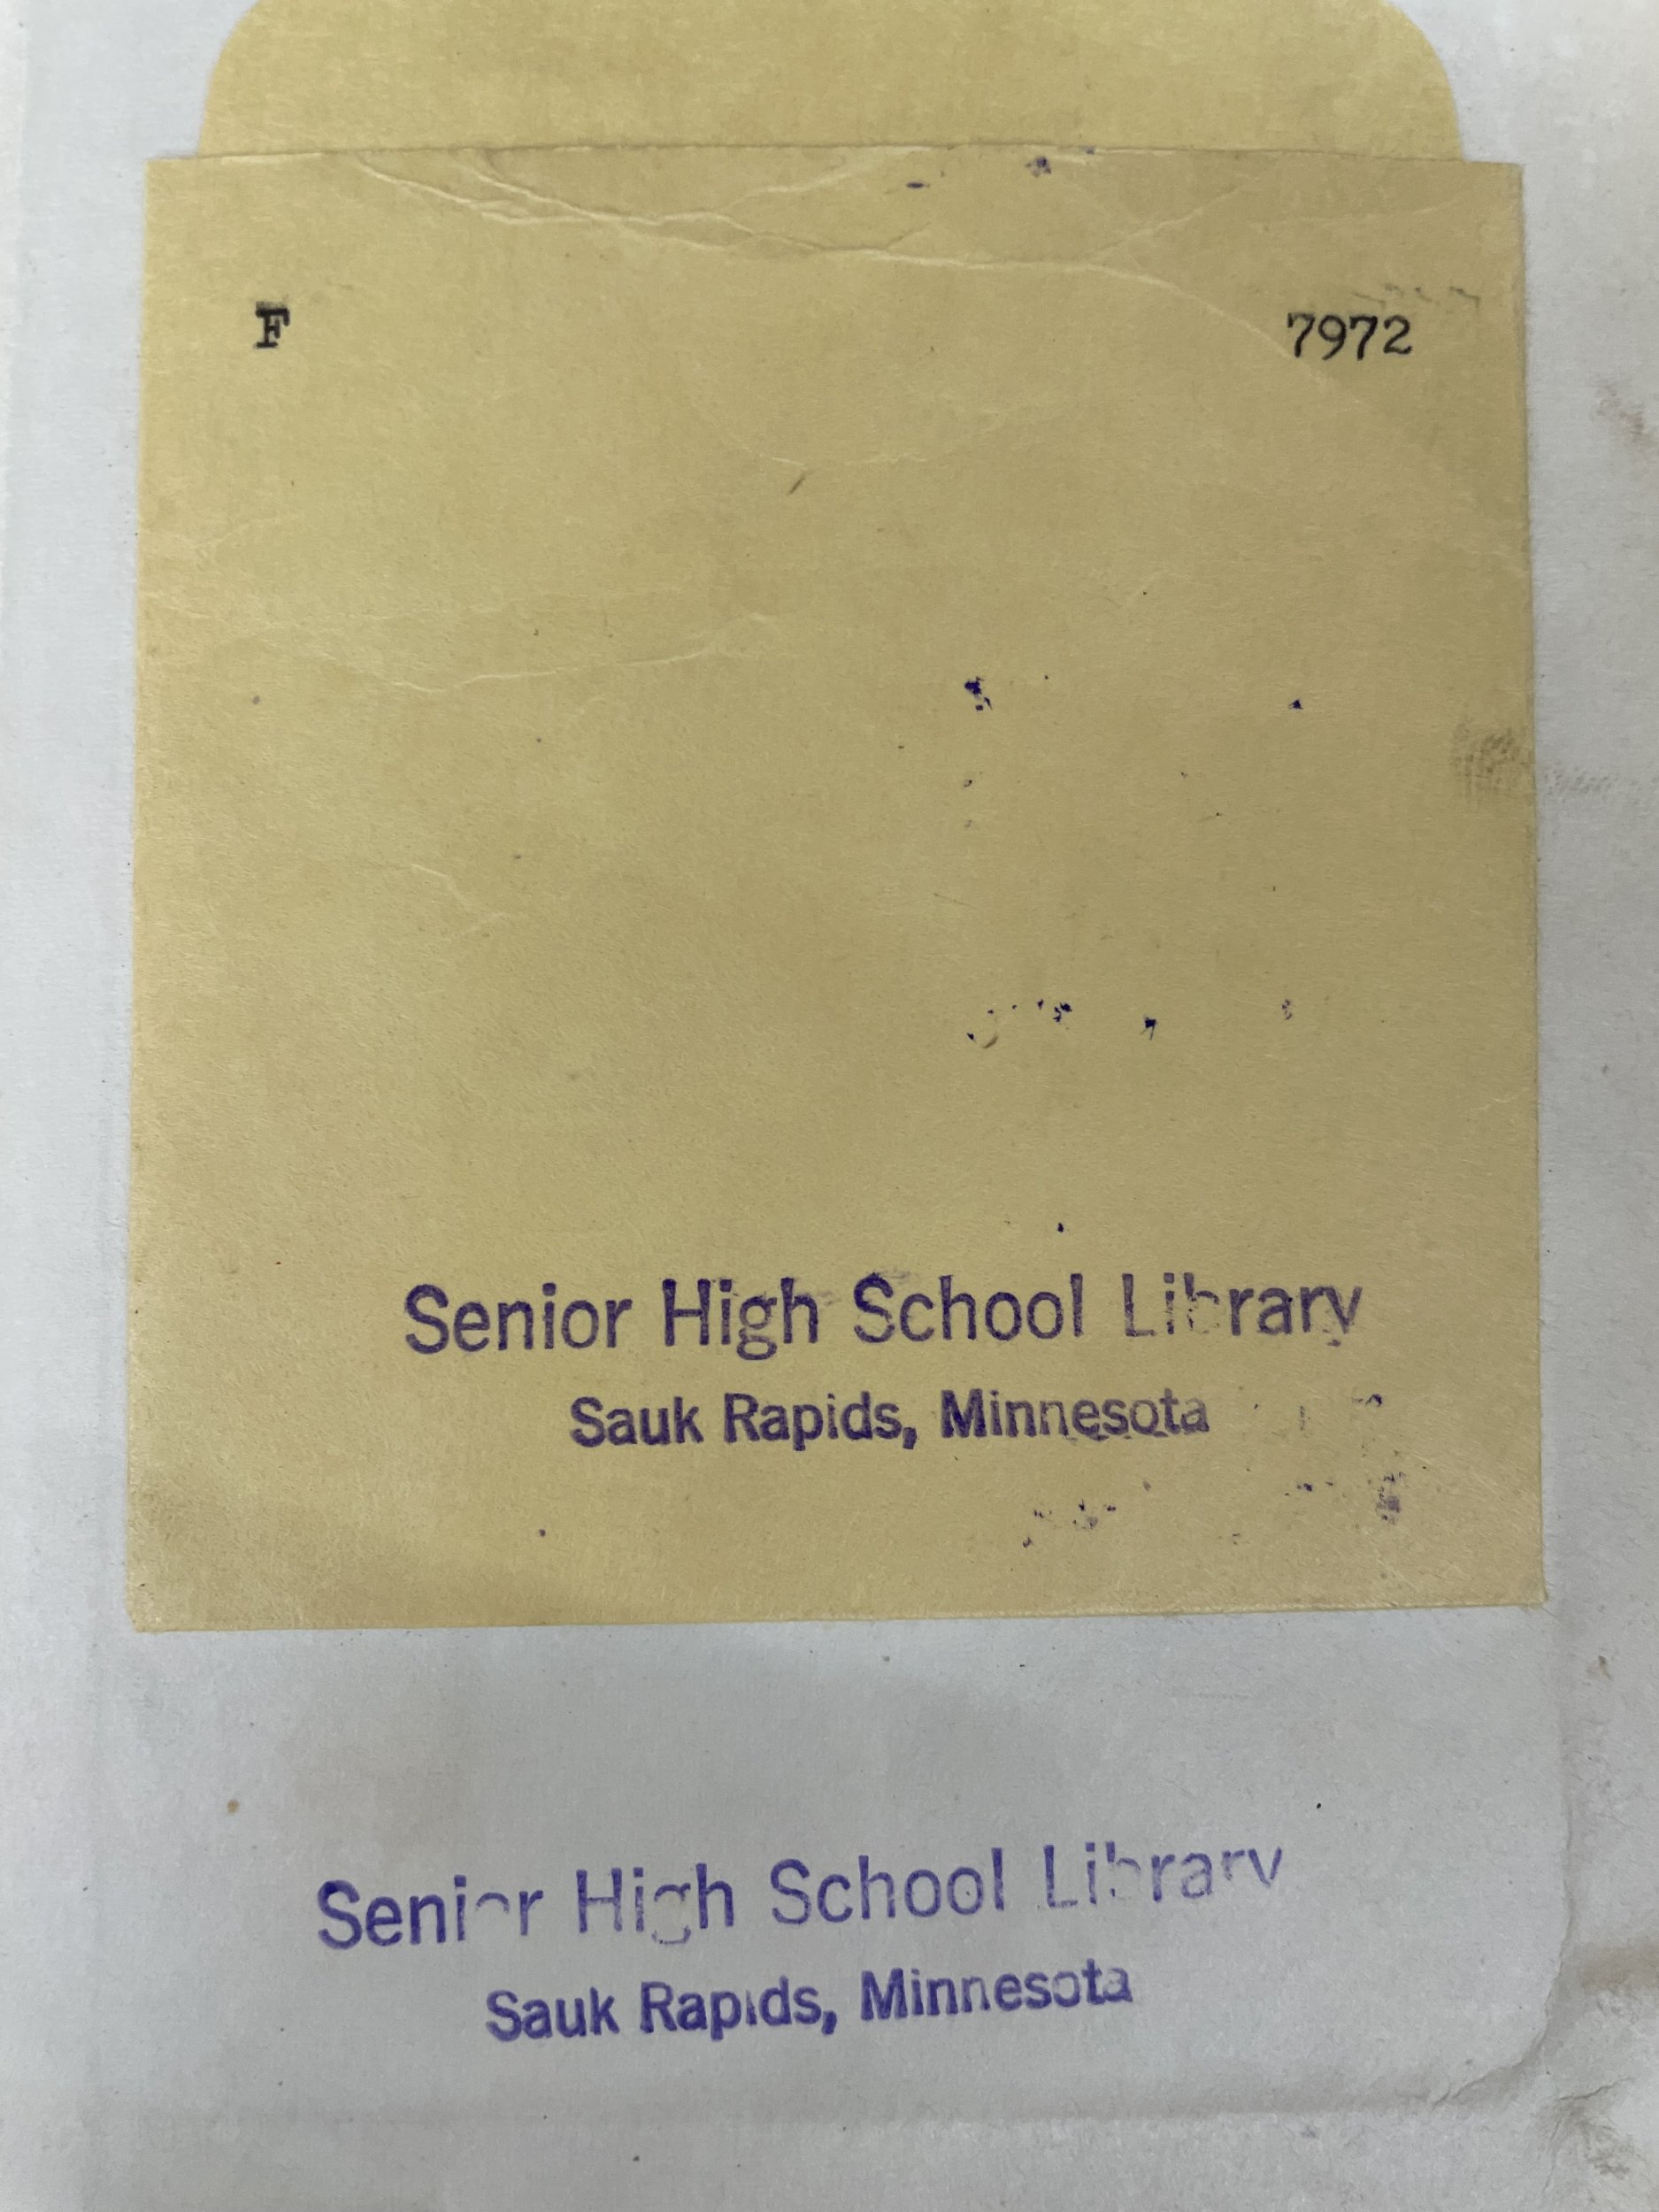 F 7972
Senior High School Library
Sauk Rapids, Minnesota
Senior High School Library
Sauk Rapids, Minnesota